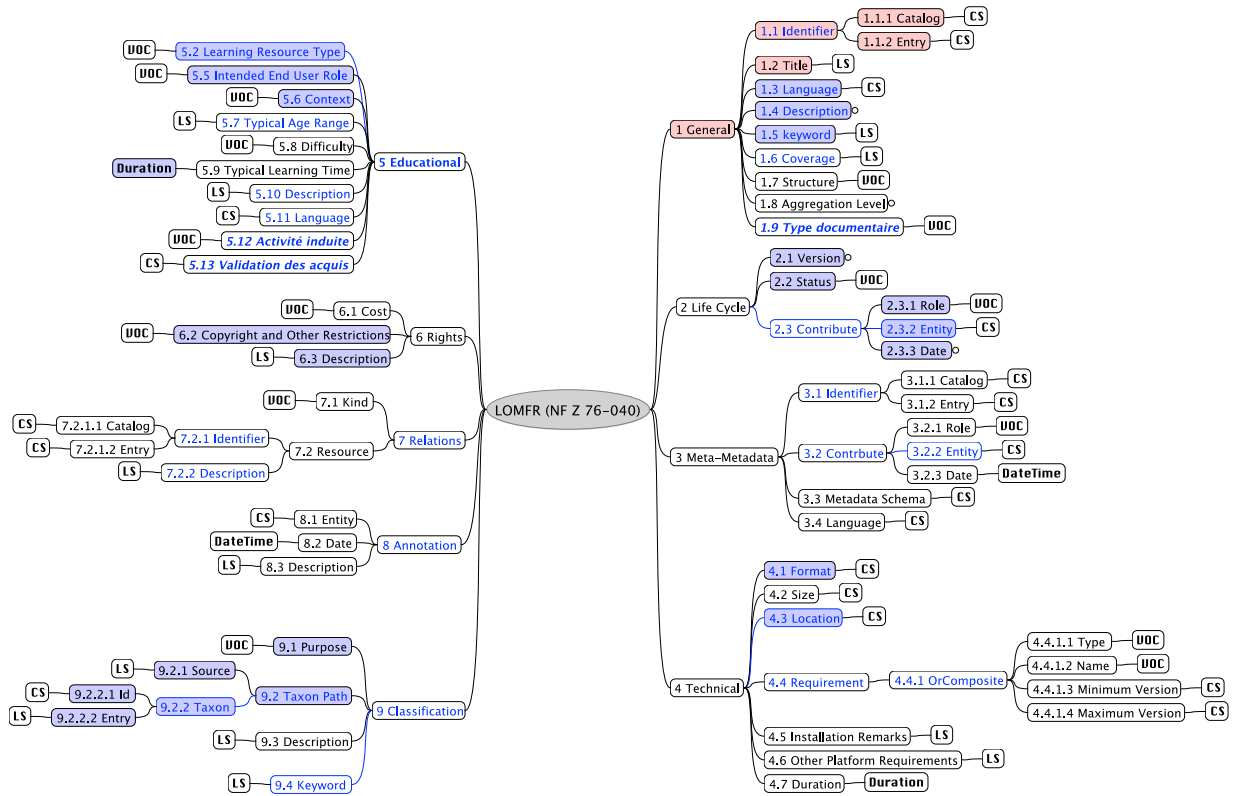 LOMFR (NF Z 76-040)
1 General
1.1 Identifier
1.1.1 Catalog
CS
1.1.2 Entry
CS
1.2 Title
LS
1.3 Language
CS
1.4 Description
1.5 keyword
LS
1.6 Coverage
LS
1.7 Structure
VOC
1.8 Aggregation Level
1.9 Type documentaire
VOC
2 Life Cycle
2.1 Version
2.2 Status
VOC
2.3 Contribute
2.3.1 Role
VOC
2.3.2 Entity
CS
2.3.3 Date
3 Meta-Metadata
3.1 Identifier
3.1.1 Catalog
CS
3.1.2 Entry
CS
3.2 Contrbute
3.2.1 Role
VOC
3.2.2 Entity
CS
3.2.3 Date
DateTime
3.3 Metadata Schema
CS
3.4 Language
CS
4 Technical
4.1 Format
CS
4.2 Size
CS
4.3 Location
CS
4.4 Requirement
4.4.1 OrComposite
4.4.1.1 Type
VOC
4.4.1.2 Name
VOC
4.4.1.3 Minimum Version
CS
4.4.1.4 Maximum Version
CS
4.5 Installation Remarks
LS
4.6 Other Platform Requirements
LS
4.7 Duration
Duration
5 Educational
5.2 Learning Resource Type
VOC
5.5 Intended End User Role
VOC
5.6 Context
VOC
5.7 Typical Age Range
LS
5.8 Difficulty
VOC
5.9 Typical Learning Time
Duration
5.10 Description
LS
5.11 Language
CS
5.12 Activité induite
VOC
5.13 Validation des acquis
CS
6 Rights
6.1 Cost
VOC
6.2 Copyright and Other Restrictions
VOC
6.3 Description
LS
7 Relations
7.1 Kind
VOC
7.2 Resource
7.2.1 Identifier
7.2.1.1 Catalog
CS
7.2.1.2 Entry
CS
7.2.2 Description
LS
8 Annotation
8.1 Entity
CS
8.2 Date
DateTime
8.3 Description
LS
9 Classification
9.1 Purpose
VOC
9.2 Taxon Path
9.2.1 Source
LS
9.2.2 Taxon
9.2.2.1 Id
CS
9.2.2.2 Entry
LS
9.3 Description
LS
9.4 Keyword
LS